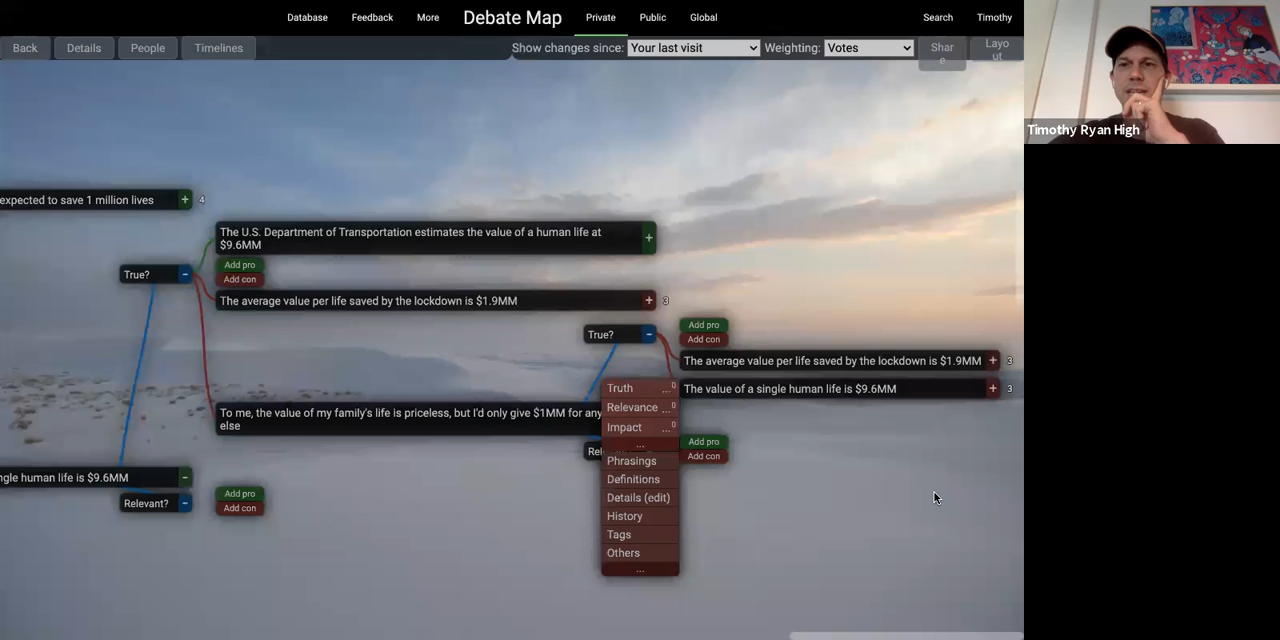 Database Feedback More Debate Map Private Public Global Search Timothy
Back Details People Timelines Show changes since: Your last visit Weighting: Votes Shar
e
Layo
ut
Timothy Ryan High
expected to save 1 million lives + 4
The U.S. Department of Transportation estimates the value of a human life at
$9.6MM +
True? -
Add pro
Add con
The average value per life saved by the lockdown is $1.9MM + 3
True? -
Add pro
Add con
The average value per life saved by the lockdown is $1.9MM + 3
The value of a single human life is $9.6MM + 3
To me, the value of my family's life is priceless, but I'd only give $1MM for any
else
Truth ... 0
Relevance ... 0
Impact ... 0
...
Phrasings
Definitions
Details (edit)
History
Tags
Others
...
Rel
Add pro
Add con
ngle human life is $9.6MM -
Relevant? -
Add pro
Add con